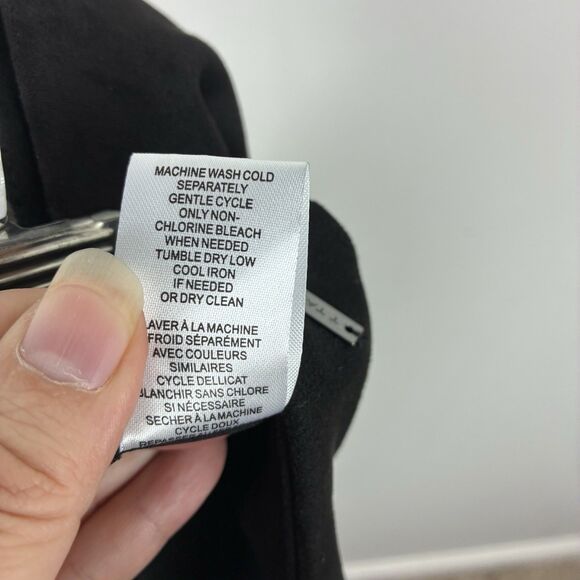 MACHINE WASH COLD
SEPARATELY
GENTLE CYCLE
ONLY NON-
CHLORINE BLEACH
WHEN NEEDED
TUMBLE DRY LOW
COOL IRON
IF NEEDED
OR DRY CLEAN
AVER À LA MACHINE
FROID SÉPARÉMENT
AVEC COULEURS
SIMILAIRES
CYCLE DELLICAT
BLANCHIR SANS CHLORE
SI NÉCESSAIRE
SECHER À LA MACHINE
CYCLE DOUX